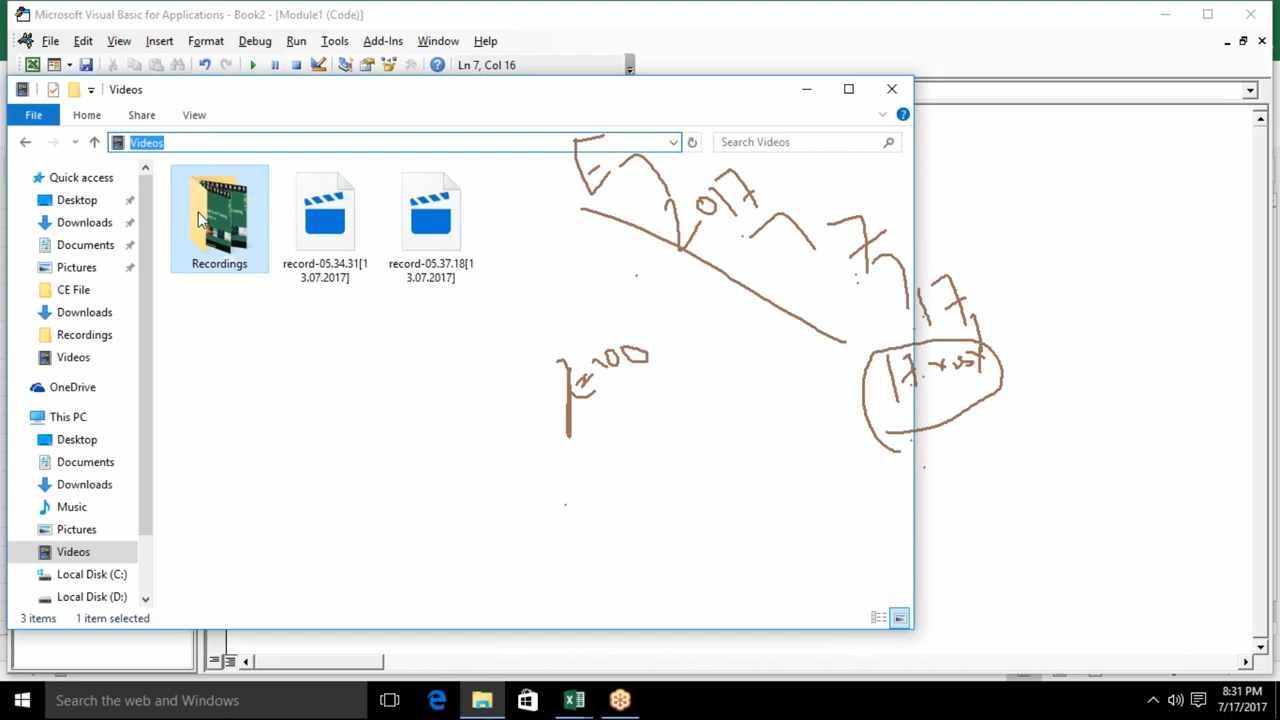 Microsoft Visual Basic for Applications - Book2 - [Module1 (Code)]
File Edit View Insert Format Debug Run Tools Add-Ins Window Help
Ln 7, Col 16
Videos
File Home Share View
Videos
Search Videos
Quick access
Desktop
Downloads
Documents
Pictures
CE File
Downloads
Recordings
Videos
OneDrive
This PC
Desktop
Documents
Downloads
Music
Pictures
Videos
Local Disk (C:)
Local Disk (D:)
Recordings
record-05.34.31[1
3.07.2017]
record-05.37.18[1
3.07.2017]
3 items 1 item selected
Search the web and Windows
8:31 PM
7/17/2017